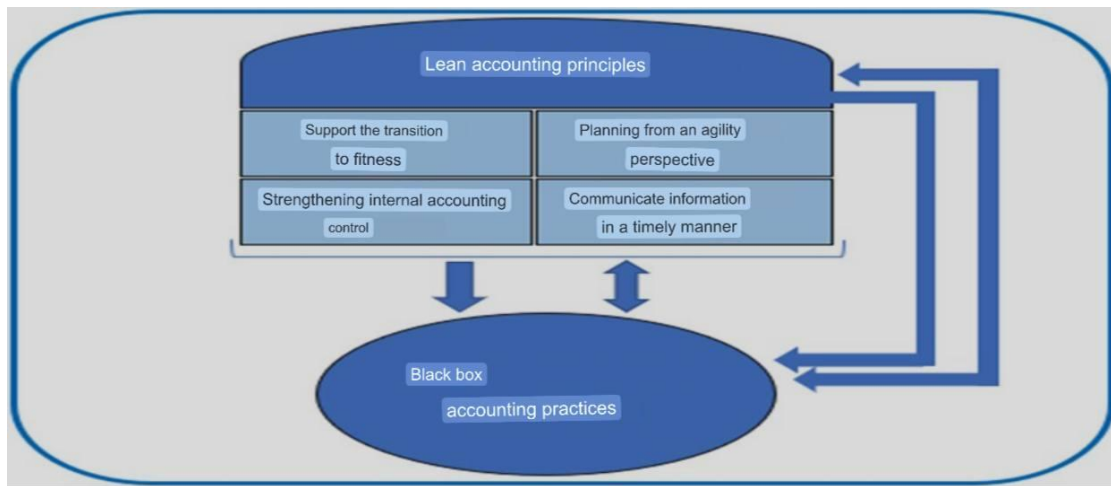 Lean accounting principles
Support the transition
to fitness
Planning from an agility
perspective
Strengthening internal accounting
control
Communicate information
in a timely manner
Black box
accounting practices